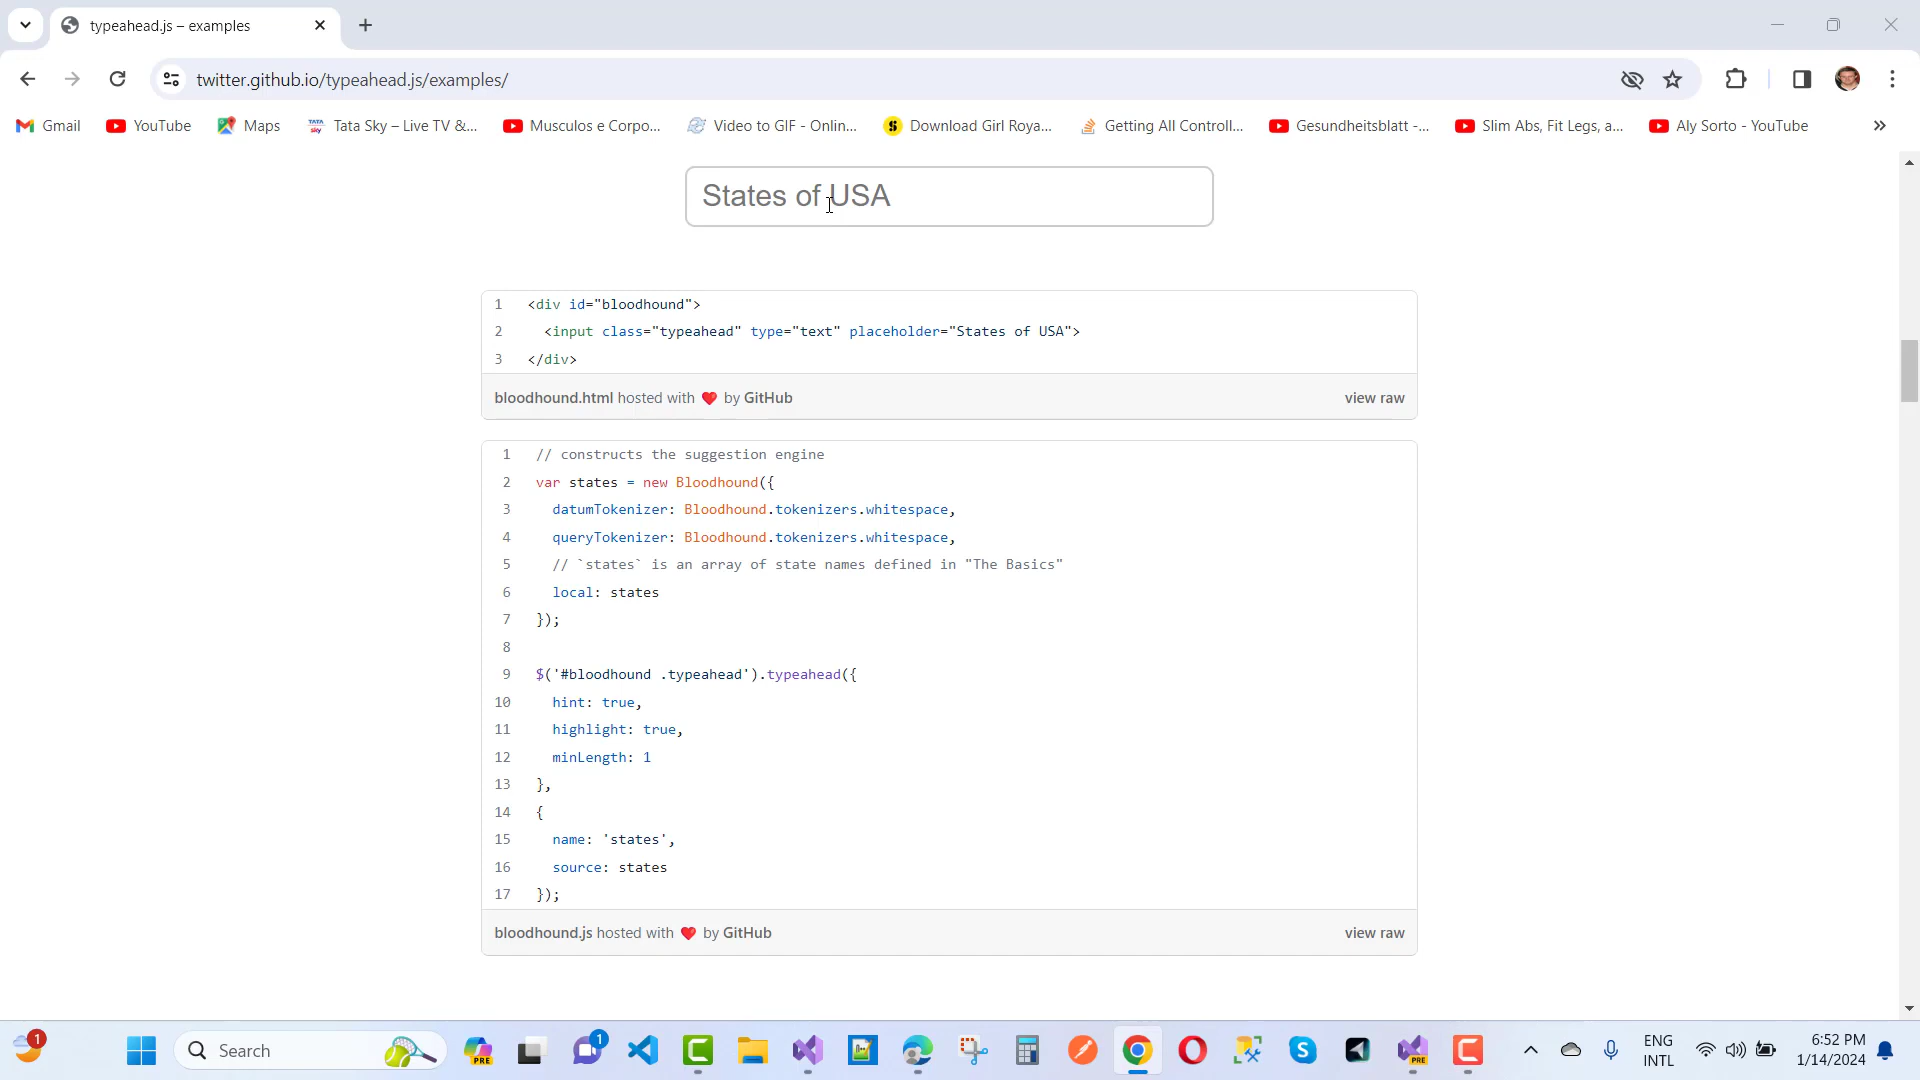 typeahead.js – examples
twitter.github.io/typeahead.js/examples/
Gmail
YouTube
Maps
Tata Sky – Live TV &...
Musculos e Corpo...
Video to GIF - Onlin...
Download Girl Roya...
Getting All Controll...
Gesundheitsblatt -...
Slim Abs, Fit Legs, a...
Aly Sorto - YouTube
States of USA
1 <div id="bloodhound">
2 <input class="typeahead" type="text" placeholder="States of USA">
3 </div>
bloodhound.html hosted with ❤ by GitHub
view raw
1 // constructs the suggestion engine
2 var states = new Bloodhound({
3 datumTokenizer: Bloodhound.tokenizers.whitespace,
4 queryTokenizer: Bloodhound.tokenizers.whitespace,
5 // `states` is an array of state names defined in "The Basics"
6 local: states
7 });
8
9 $('#bloodhound .typeahead').typeahead({
10 hint: true,
11 highlight: true,
12 minLength: 1
13 },
14 {
15 name: 'states',
16 source: states
17 });
bloodhound.js hosted with ❤ by GitHub
view raw
1
Search
PRE
1
PRE
ENG
INTL
6:52 PM
1/14/2024